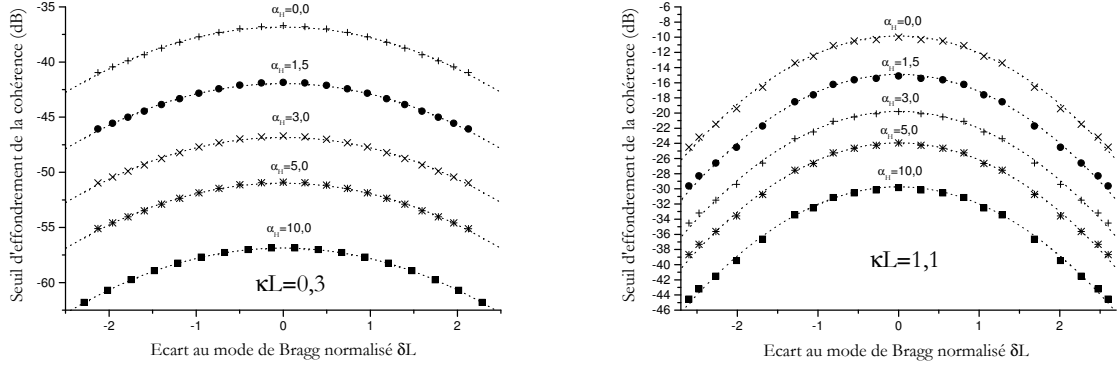 Seuil d'effondrement de la cohérence (dB)
-35
-40
-45
-50
-55
-60
α_H=0,0
α_H=1,5
α_H=3,0
α_H=5,0
α_H=10,0
κL=0,3
-2 -1 0 1 2
Ecart au mode de Bragg normalisé δL
Seuil d'effondrement de la cohérence (dB)
-6
-8
-10
-12
-14
-16
-18
-20
-22
-24
-26
-28
-30
-32
-34
-36
-38
-40
-42
-44
-46
α_H=0,0
α_H=1,5
α_H=3,0
α_H=5,0
α_H=10,0
κL=1,1
-2 -1 0 1 2
Ecart au mode de Bragg normalisé δL